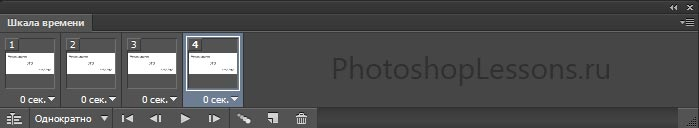 Шкала времени
1 2 3 4
PhotoshopLessons.ru
0 сек. 0 сек. 0 сек. 0 сек.
Однократно